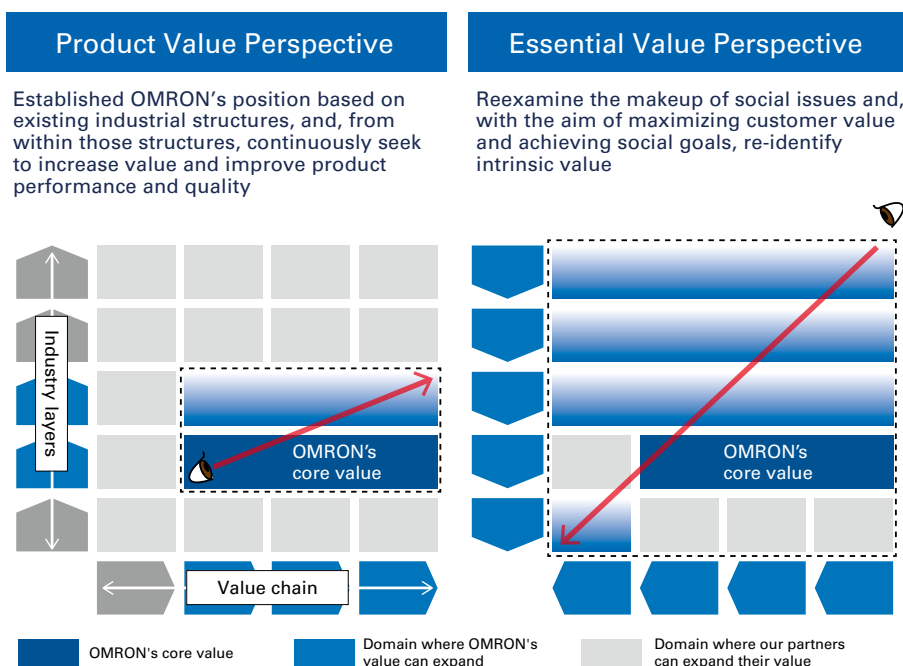 Product Value Perspective
Established OMRON's position based on
existing industrial structures, and, from
within those structures, continuously seek
to increase value and improve product
performance and quality
Industry layers
OMRON's
core value
Value chain
Essential Value Perspective
Reexamine the makeup of social issues and,
with the aim of maximizing customer value
and achieving social goals, re-identify
intrinsic value
OMRON's
core value
OMRON's core value
Domain where OMRON's
value can expand
Domain where our partners
can expand their value